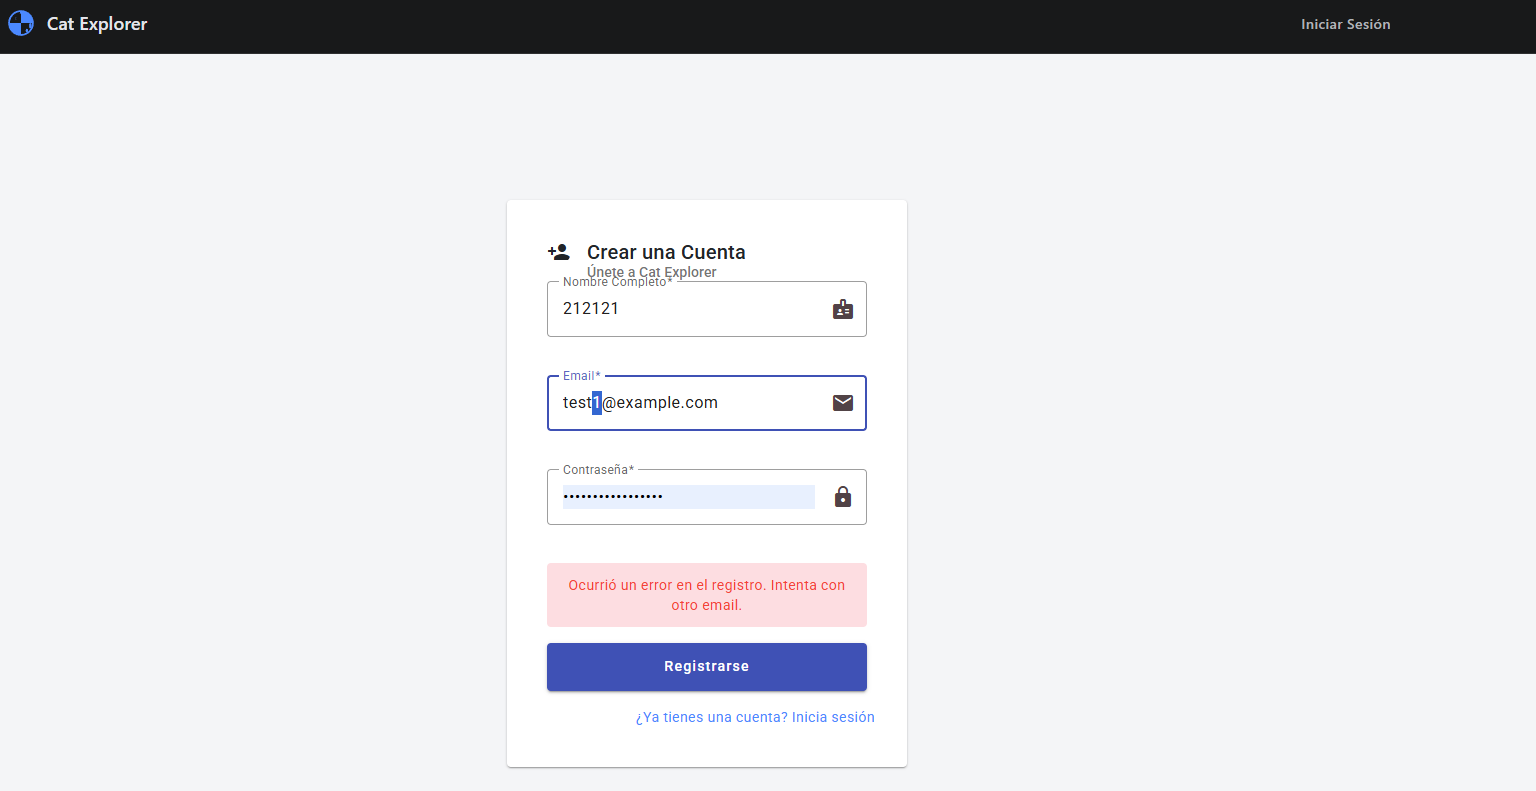 Cat Explorer
Iniciar Sesión
Crear una Cuenta
Únete a Cat Explorer
Nombre Completo*
212121
Email*
test1@example.com
Contraseña*
•••••••••••••••••
Ocurrió un error en el registro. Intenta con
otro email.
Registrarse
¿Ya tienes una cuenta? Inicia sesión